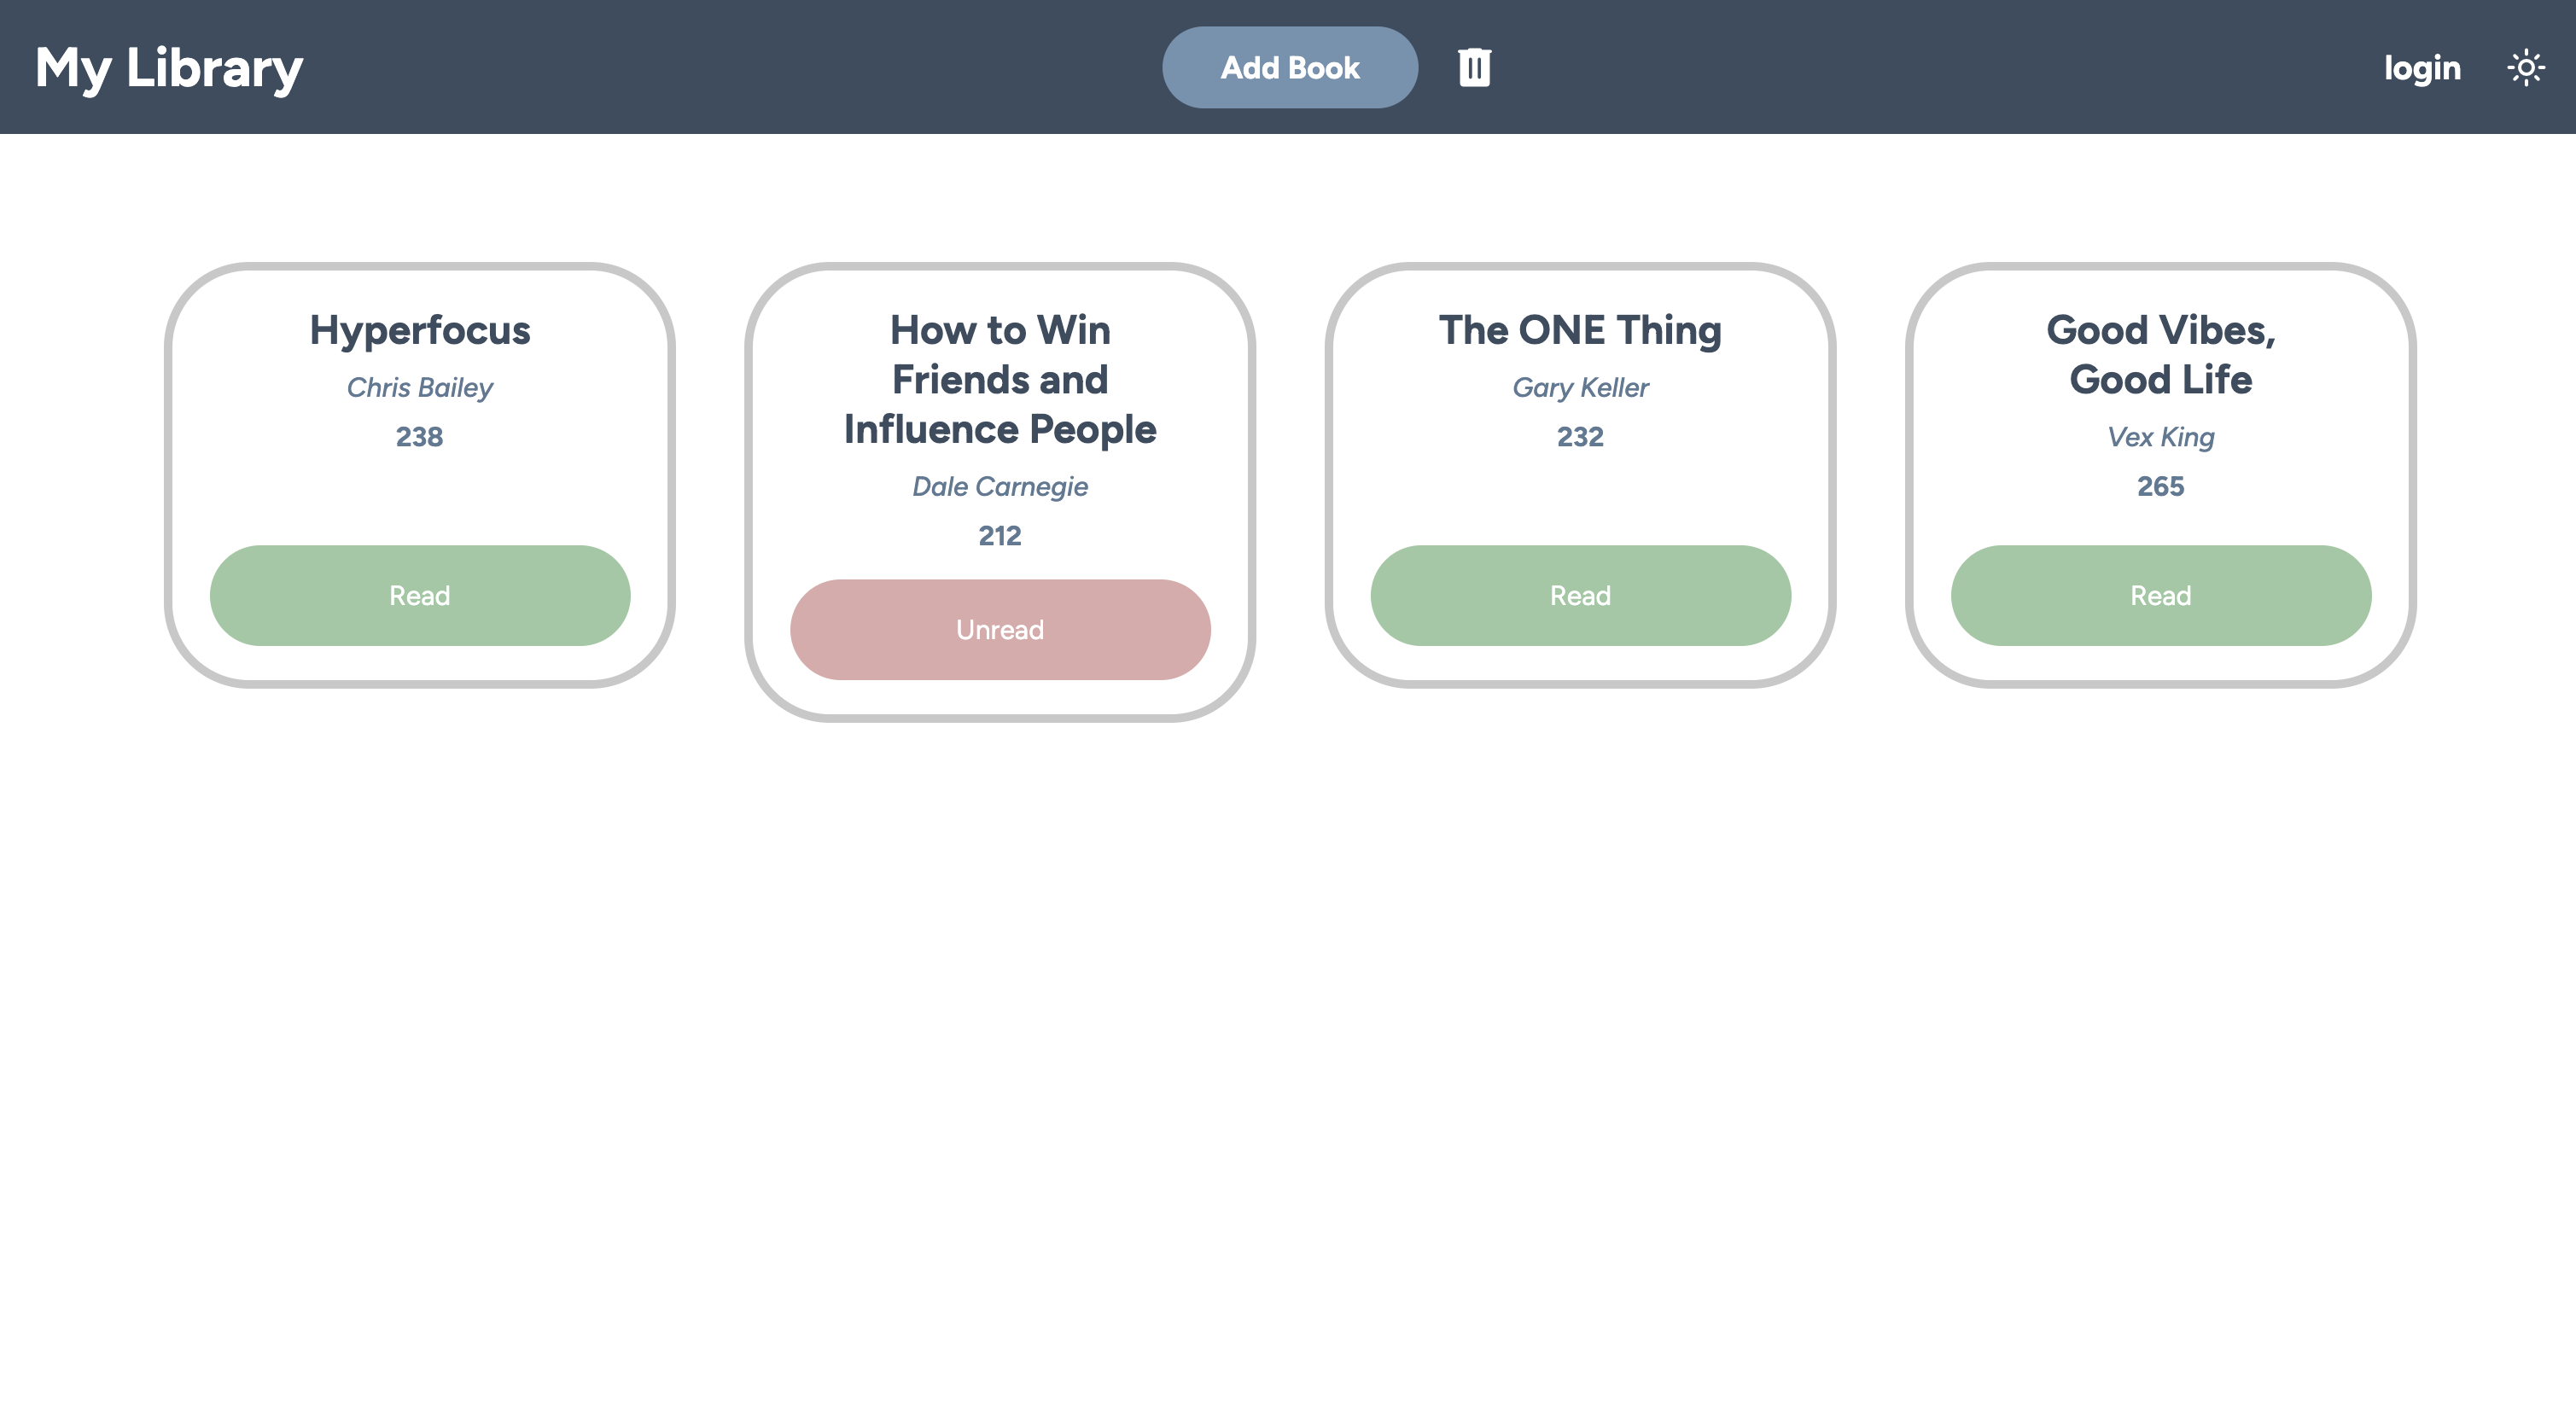 My Library
Add Book
login
Hyperfocus
Chris Bailey
238
Read
How to Win
Friends and
Influence People
Dale Carnegie
212
Unread
The ONE Thing
Gary Keller
232
Read
Good Vibes,
Good Life
Vex King
265
Read